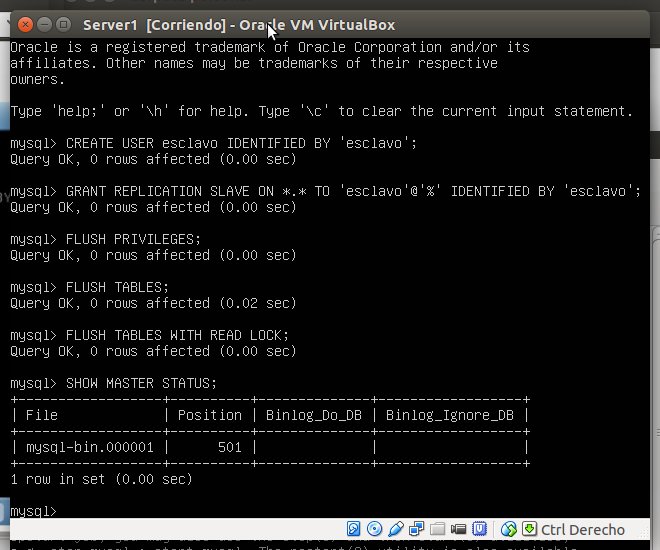 Server1 [Corriendo] - Oracle VM VirtualBox
Oracle is a registered trademark of Oracle Corporation and/or its
affiliates. Other names may be trademarks of their respective
owners.
Type 'help;' or '\h' for help. Type '\c' to clear the current input statement.
mysql> CREATE USER esclavo IDENTIFIED BY 'esclavo';
Query OK, 0 rows affected (0.00 sec)
mysql> GRANT REPLICATION SLAVE ON *.* TO 'esclavo'@'%' IDENTIFIED BY 'esclavo';
Query OK, 0 rows affected (0.00 sec)
mysql> FLUSH PRIVILEGES;
Query OK, 0 rows affected (0.00 sec)
mysql> FLUSH TABLES;
Query OK, 0 rows affected (0.02 sec)
mysql> FLUSH TABLES WITH READ LOCK;
Query OK, 0 rows affected (0.00 sec)
mysql> SHOW MASTER STATUS;
+------------------+----------+--------------+------------------+
| File             | Position | Binlog_Do_DB | Binlog_Ignore_DB |
+------------------+----------+--------------+------------------+
| mysql-bin.000001 |      501 |              |                  |
+------------------+----------+--------------+------------------+
1 row in set (0.00 sec)
mysql>
Ctrl Derecho